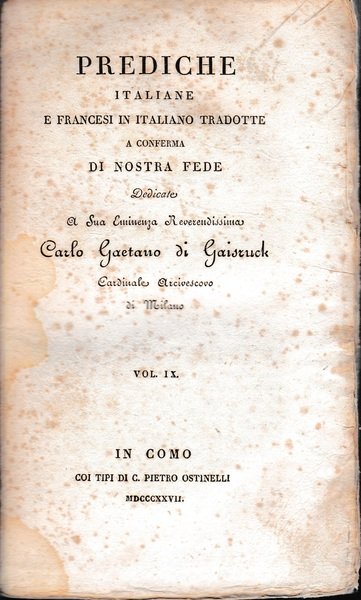 PREDICHE
ITALIANE
E FRANCESI IN ITALIANO TRADOTTE
A CONFERMA
DI NOSTRA FEDE
Dedicate
A Sua Eminenza Reverendissima
Carlo Gaetano di Gaisruck
Cardinale Arcivescovo
di Milano
VOL. IX.
IN COMO
COI TIPI DI C. PIETRO OSTINELLI
MDCCCXXVII.